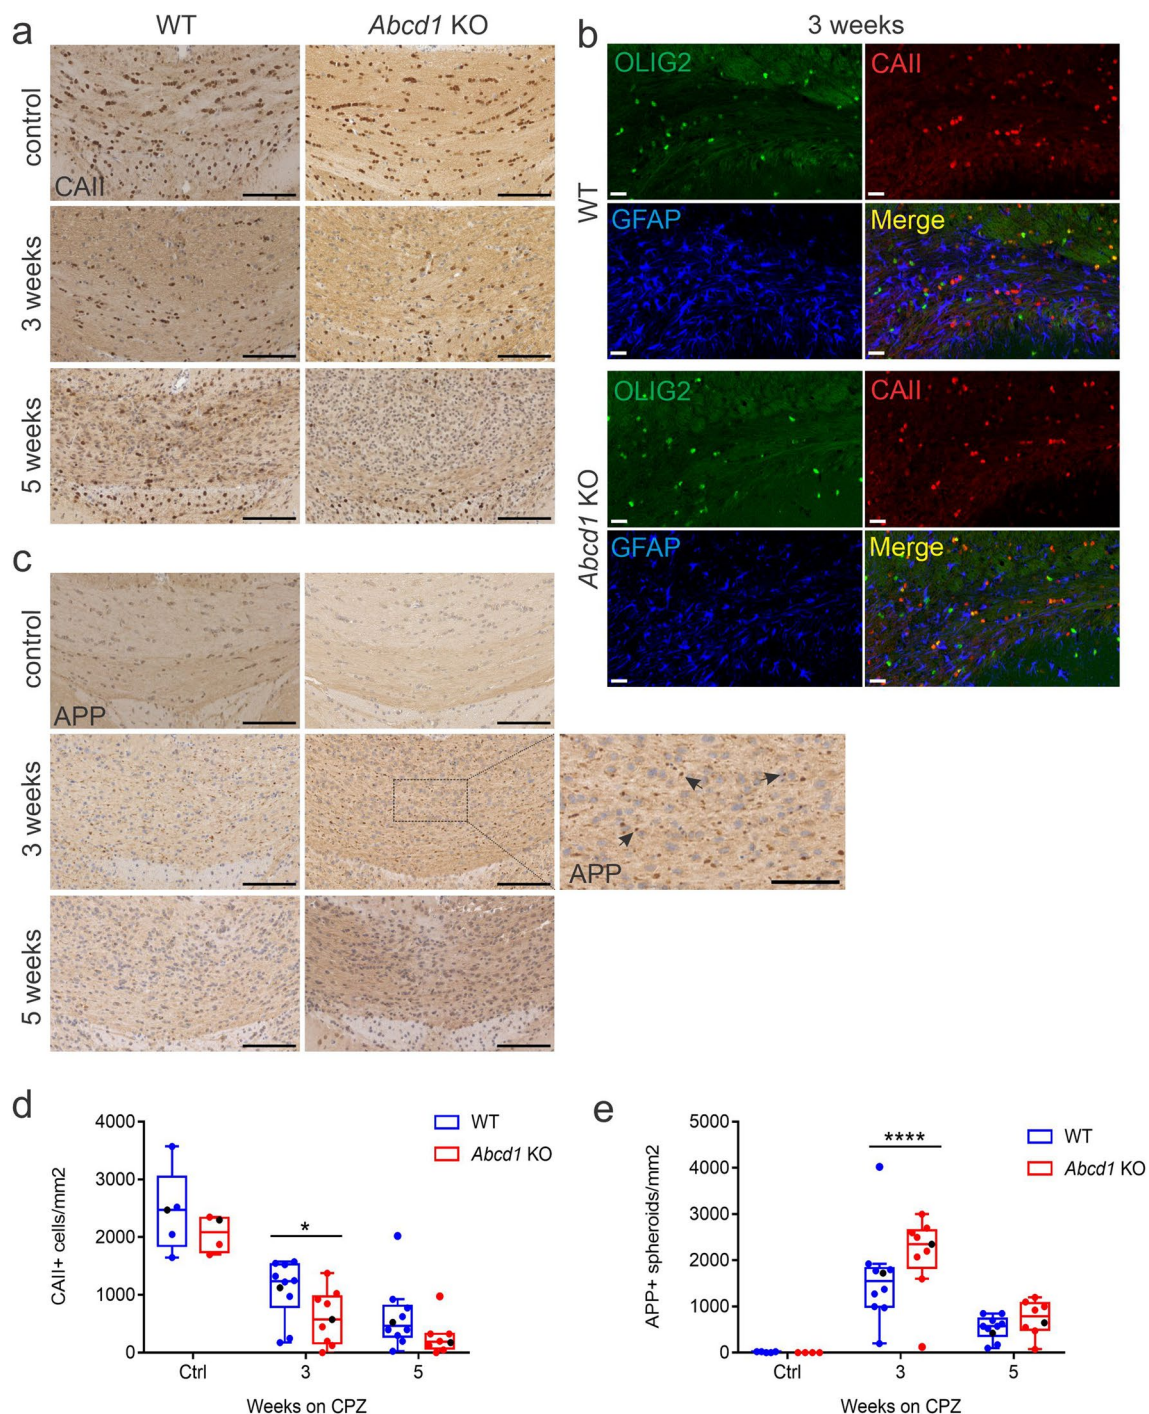 a
WT
Abcd1 KO
control
CAII
3 weeks
5 weeks
b
3 weeks
WT
OLIG2
CAII
GFAP
Merge
Abcd1 KO
OLIG2
CAII
GFAP
Merge
c
control
APP
3 weeks
APP
5 weeks
d
CAII+ cells/mm2
4000
3000
2000
1000
0
*
WT
Abcd1 KO
Ctrl
3
5
Weeks on CPZ
e
APP+ spheroids/mm2
5000
4000
3000
2000
1000
0
****
WT
Abcd1 KO
Ctrl
3
5
Weeks on CPZ